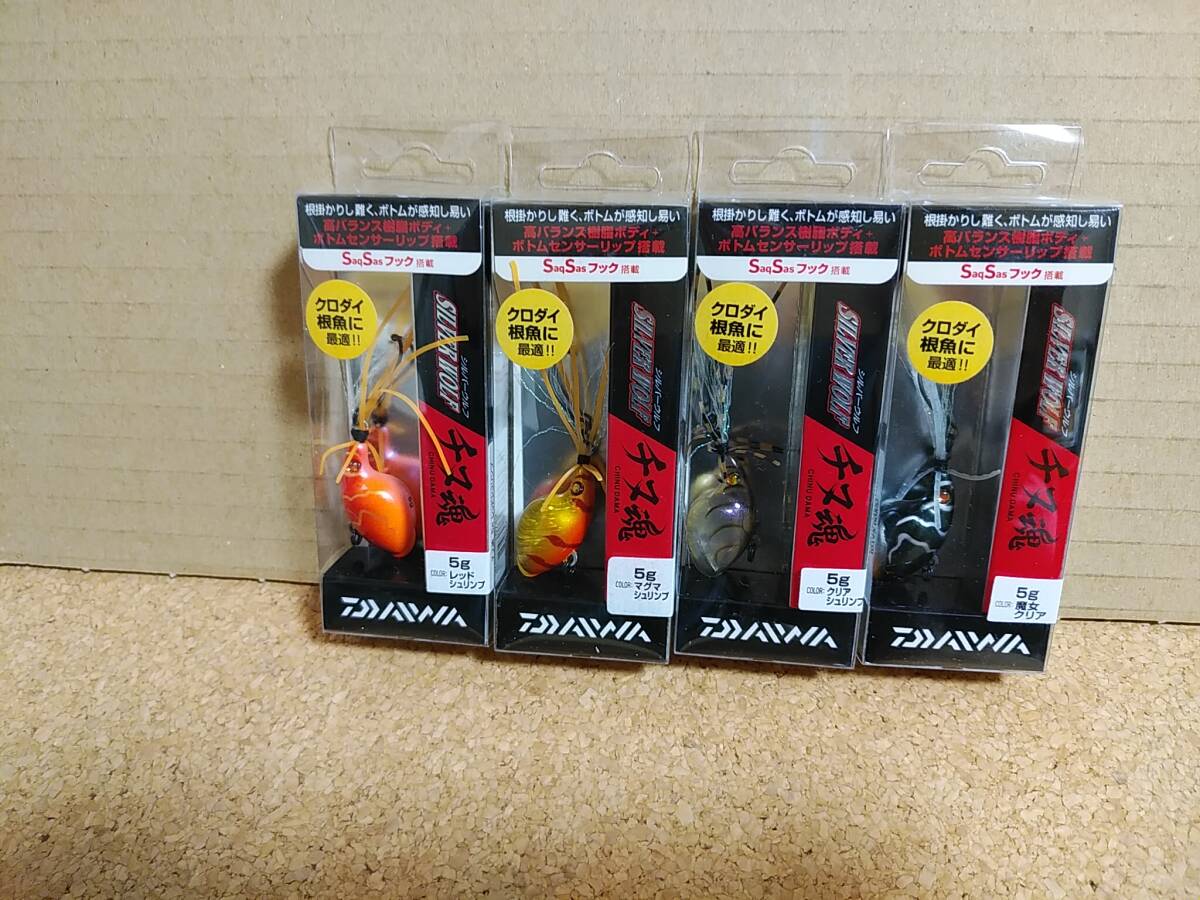 根掛かりし難く、ボトムが感知し易い
高バランス樹脂ボディ+
ボトムセンサーリップ搭載
SaqSasフック搭載
クロダイ
根魚に
最適!!
SILVER WOLF
シルバーウルフ
チヌ魂
CHINU DAMA
5g
COLOR: レッド
シュリンプ
DAIWA
根掛かりし難く、ボトムが感知し易い
高バランス樹脂ボディ+
ボトムセンサーリップ搭載
SaqSasフック搭載
クロダイ
根魚に
最適!!
SILVER WOLF
シルバーウルフ
チヌ魂
CHINU DAMA
5g
COLOR: マグマ
シュリンプ
DAIWA
根掛かりし難く、ボトムが感知し易い
高バランス樹脂ボディ+
ボトムセンサーリップ搭載
SaqSasフック搭載
クロダイ
根魚に
最適!!
SILVER WOLF
シルバーウルフ
チヌ魂
CHINU DAMA
5g
COLOR: クリア
シュリンプ
DAIWA
根掛かりし難く、ボトムが感知し易い
高バランス樹脂ボディ+
ボトムセンサーリップ搭載
SaqSasフック搭載
クロダイ
根魚に
最適!!
SILVER WOLF
シルバーウルフ
チヌ魂
CHINU DAMA
5g
COLOR: 魔女
クリア
DAIWA